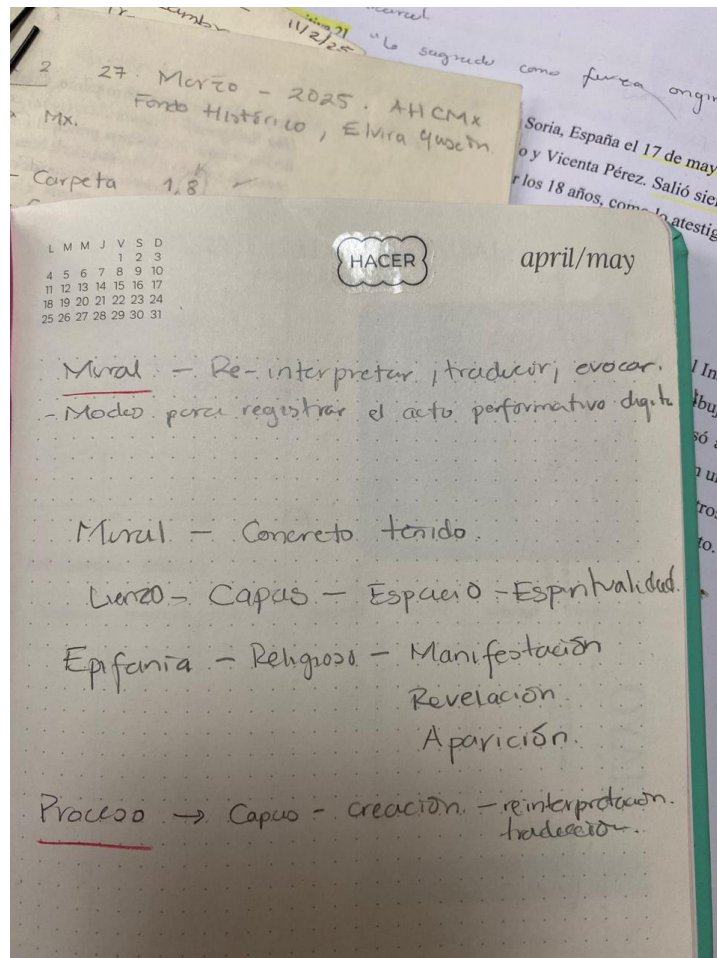 11/2/25
"Lo sagrado como fuerza
27. Marzo - 2025. AHCMX
Fondo Histórico, Elvira
Mx.
- Carpeta 1,8
Soria, España el 17 de may
o y Vicenta Pérez. Salió sie
r los 18 años, como lo atestig
L M M J V S D
1 2 3
4 5 6 7 8 9 10
11 12 13 14 15 16 17
18 19 20 21 22 23 24
25 26 27 28 29 30 31
HACER
april/may
Mural - Re-interpretar, traducir, evocar.
- Modos para registrar el acto performativo digita
Mural - Concreto teñido.
Lienzo - Capas - Espacio - Espiritualidad.
Epifanía - Religioso - Manifestación
Revelación.
Aparición.
Proceso → Capas - creación - reinterpretación.
traducción.